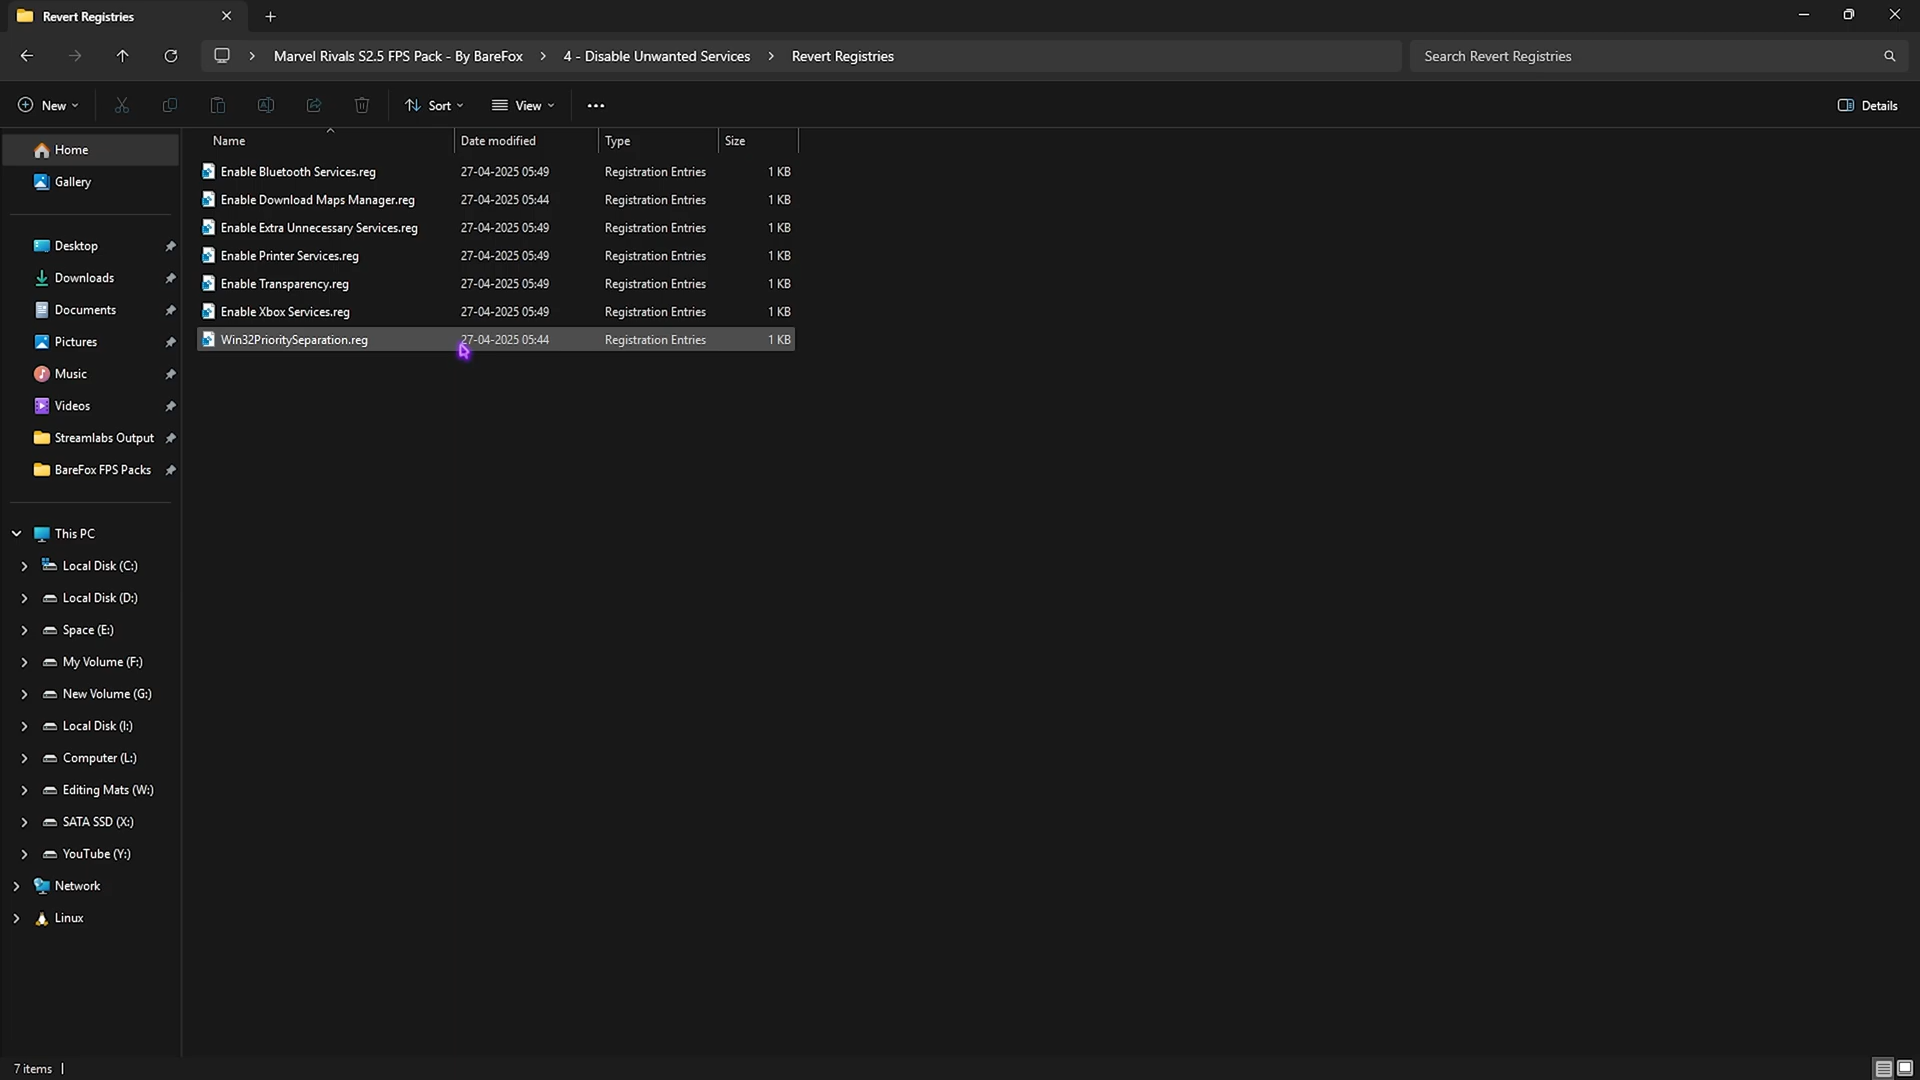 Revert Registries
Marvel Rivals S2.5 FPS Pack - By BareFox > 4 - Disable Unwanted Services > Revert Registries
Search Revert Registries
New
Sort
View
Details
Name Date modified Type Size
Home
Gallery
Desktop
Downloads
Documents
Pictures
Music
Videos
Streamlabs Output
BareFox FPS Packs
This PC
Local Disk (C:)
Local Disk (D:)
Space (E:)
My Volume (F:)
New Volume (G:)
Local Disk (I:)
Computer (L:)
Editing Mats (W:)
SATA SSD (X:)
YouTube (Y:)
Network
Linux
Enable Bluetooth Services.reg 27-04-2025 05:49 Registration Entries 1 KB
Enable Download Maps Manager.reg 27-04-2025 05:44 Registration Entries 1 KB
Enable Extra Unnecessary Services.reg 27-04-2025 05:49 Registration Entries 1 KB
Enable Printer Services.reg 27-04-2025 05:49 Registration Entries 1 KB
Enable Transparency.reg 27-04-2025 05:49 Registration Entries 1 KB
Enable Xbox Services.reg 27-04-2025 05:49 Registration Entries 1 KB
Win32PrioritySeparation.reg 27-04-2025 05:44 Registration Entries 1 KB
7 items